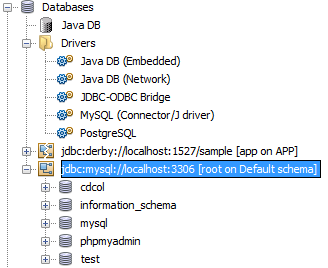 Databases
Java DB
Drivers
Java DB (Embedded)
Java DB (Network)
JDBC-ODBC Bridge
MySQL (Connector/J driver)
PostgreSQL
jdbc:derby://localhost:1527/sample [app on APP]
jdbc:mysql://localhost:3306 [root on Default schema]
cdcol
information_schema
mysql
phpmyadmin
test